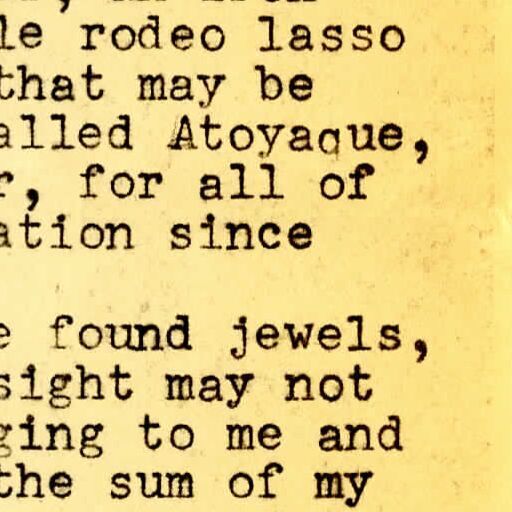 le rodeo lasso
that may be
alled Atoyaque,
r, for all of
ation since
e found jewels,
sight may not
ging to me and
the sum of my